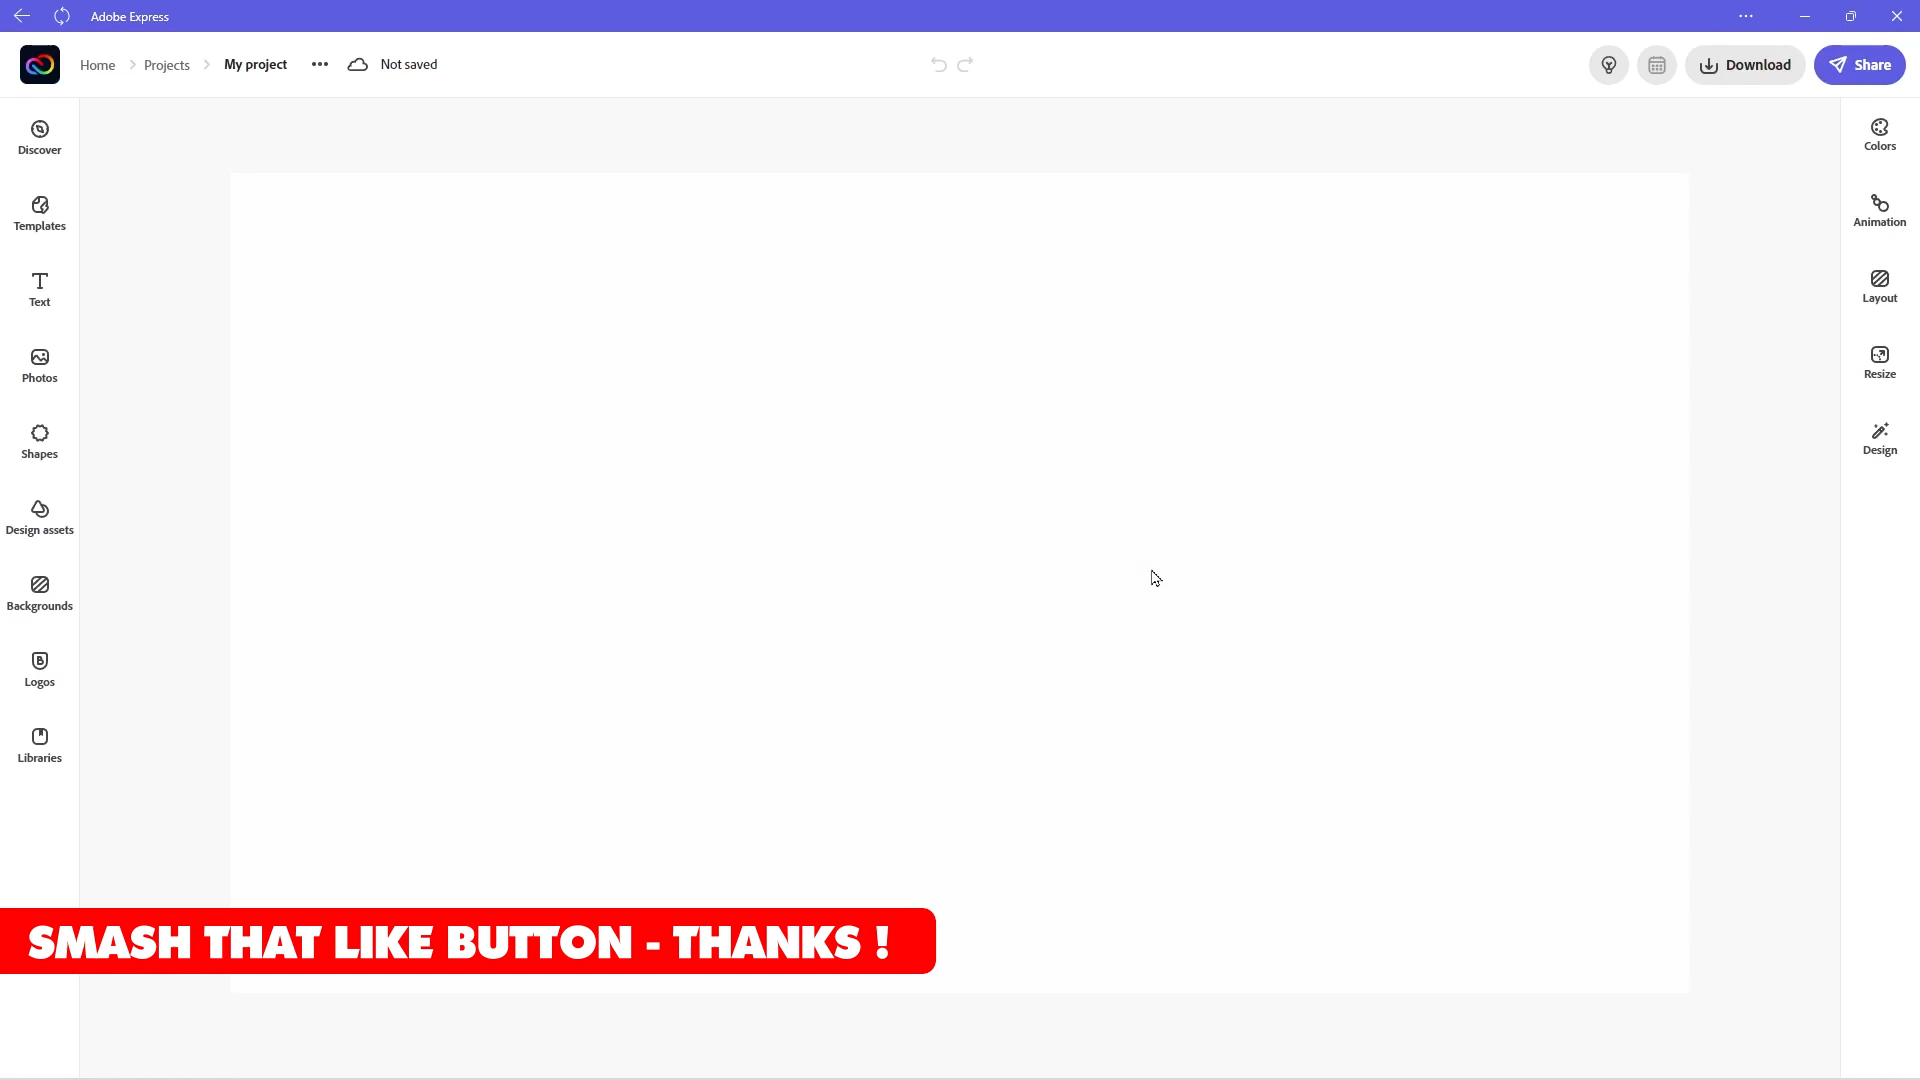 Adobe Express
Home
Projects
My project
Not saved
Download
Share
Discover
Templates
Text
Photos
Shapes
Design assets
Backgrounds
Logos
Libraries
Colors
Animation
Layout
Resize
Design
SMASH THAT LIKE BUTTON - THANKS !